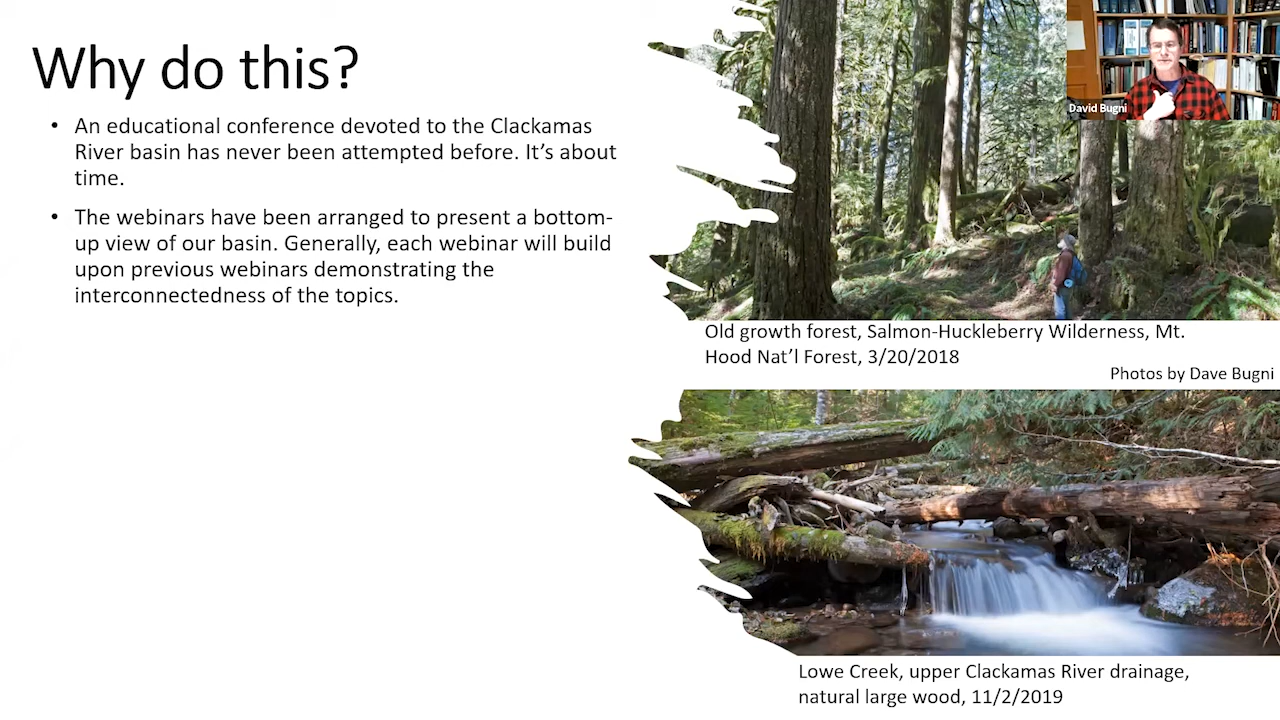 Why do this?
• An educational conference devoted to the Clackamas
River basin has never been attempted before. It’s about
time.
• The webinars have been arranged to present a bottom-
up view of our basin. Generally, each webinar will build
upon previous webinars demonstrating the
interconnectedness of the topics.
David Bugni
Old growth forest, Salmon-Huckleberry Wilderness, Mt.
Hood Nat’l Forest, 3/20/2018
Photos by Dave Bugni
Lowe Creek, upper Clackamas River drainage,
natural large wood, 11/2/2019